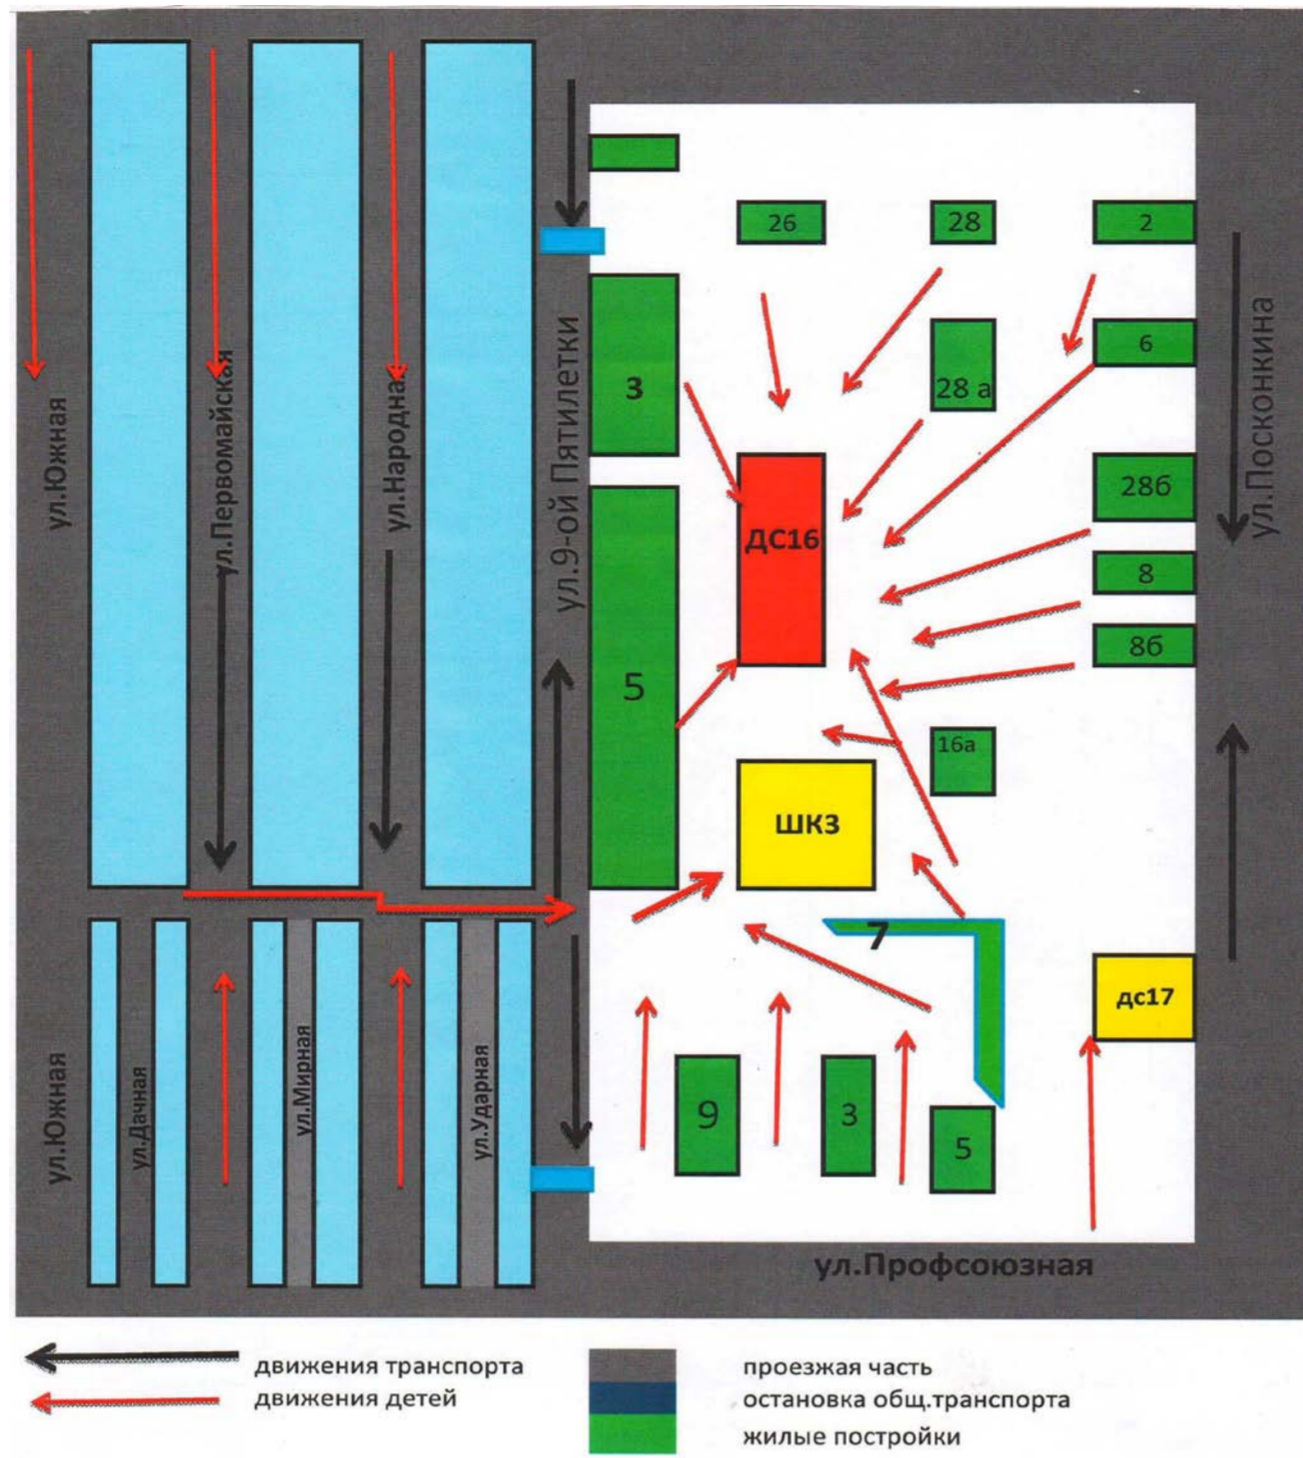 26
28
2
6
28 а
3
28б
ул.Южная
ул.Первомайская
ул.Народная
ул.9-ой Пятилетки
ул.Посконкина
ДС16
8
8б
5
16а
ШКЗ
7
дс17
ул.Южная
ул.Дачная
ул.Мирная
ул.Ударная
9
3
5
ул.Профсоюзная
движения транспорта
движения детей
проезжая часть
остановка общ.транспорта
жилые постройки